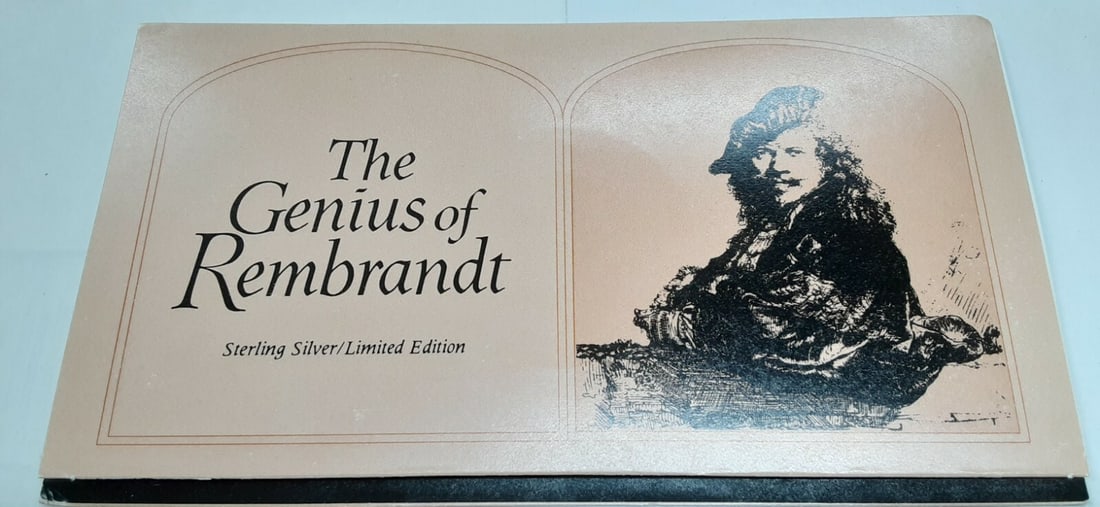 The
Genius of
Rembrandt
Sterling Silver/Limited Edition